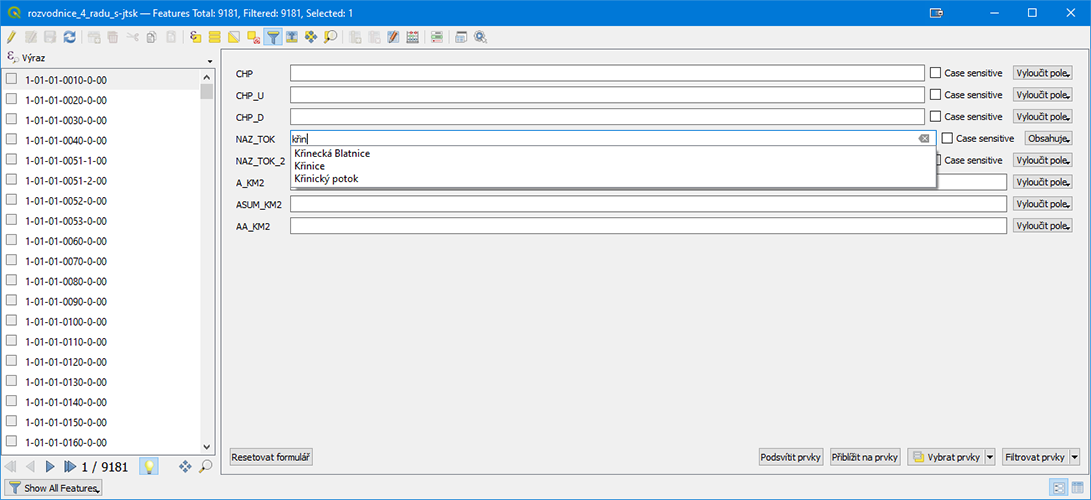 rozvodnice_4_radu_s-jtsk — Features Total: 9181, Filtered: 9181, Selected: 1
Výraz
1-01-01-0010-0-00
1-01-01-0020-0-00
1-01-01-0030-0-00
1-01-01-0040-0-00
1-01-01-0051-1-00
1-01-01-0051-2-00
1-01-01-0052-0-00
1-01-01-0053-0-00
1-01-01-0060-0-00
1-01-01-0070-0-00
1-01-01-0080-0-00
1-01-01-0090-0-00
1-01-01-0100-0-00
1-01-01-0110-0-00
1-01-01-0120-0-00
1-01-01-0130-0-00
1-01-01-0140-0-00
1-01-01-0150-0-00
1-01-01-0160-0-00
1 / 9181
Show All Features
CHP Case sensitive Vyloučit pole
CHP_U Case sensitive Vyloučit pole
CHP_D Case sensitive Vyloučit pole
NAZ_TOK křin Case sensitive Obsahuje
Křinecká Blatnice
Křinice
Křinický potok
NAZ_TOK_2 Case sensitive Vyloučit pole
A_KM2 Vyloučit pole
ASUM_KM2 Vyloučit pole
AA_KM2 Vyloučit pole
Resetovat formulář Podsvítit prvky Přiblížit na prvky Vybrat prvky Filtrovat prvky